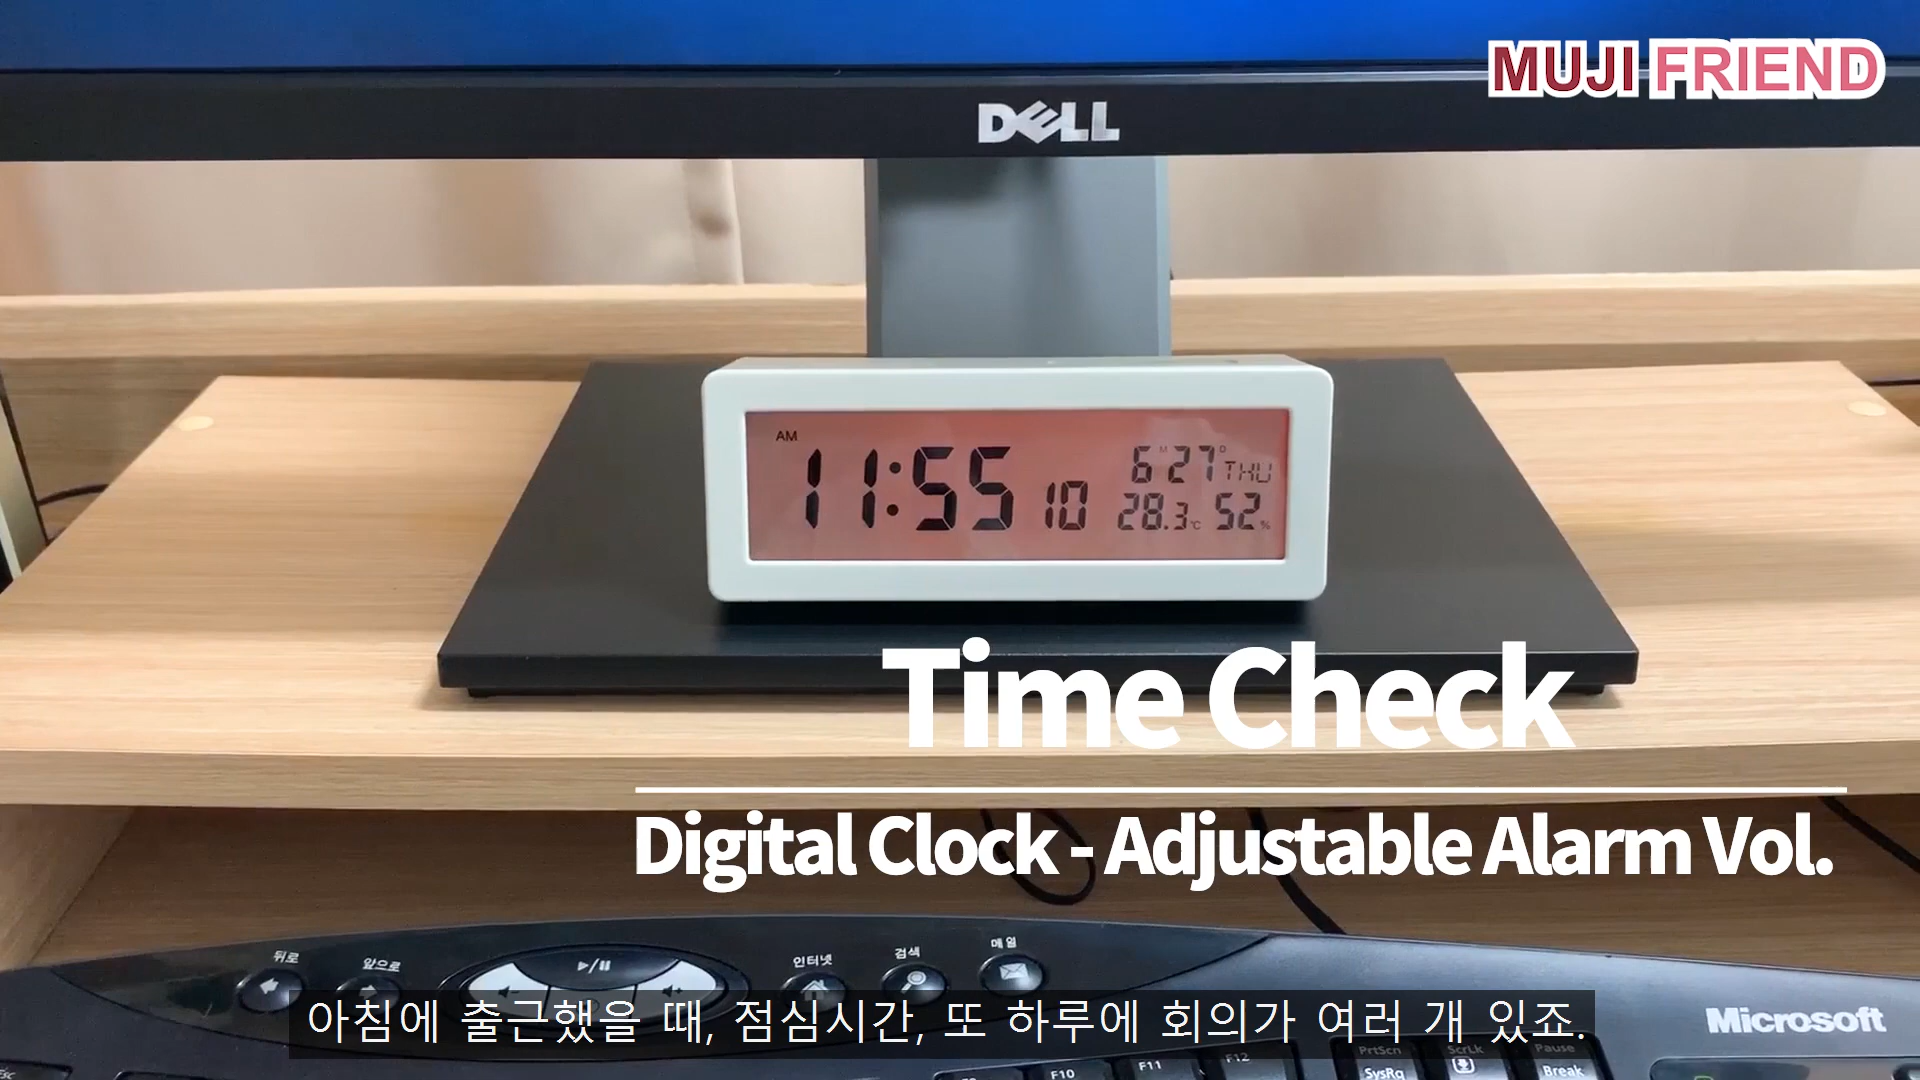 MUJI FRIEND
DELL
AM
11:55 10
6 M 27 D THU
28.3 °C 52 %
Time Check
Digital Clock - Adjustable Alarm Vol.
뒤로
앞으로
인터넷
검색
메일
아침에 출근했을 때, 점심시간, 또 하루에 회의가 여러 개 있죠.
Microsoft
Esc
F10
F11
F12
PrtScn
SysRq
ScrLk
Pause
Break